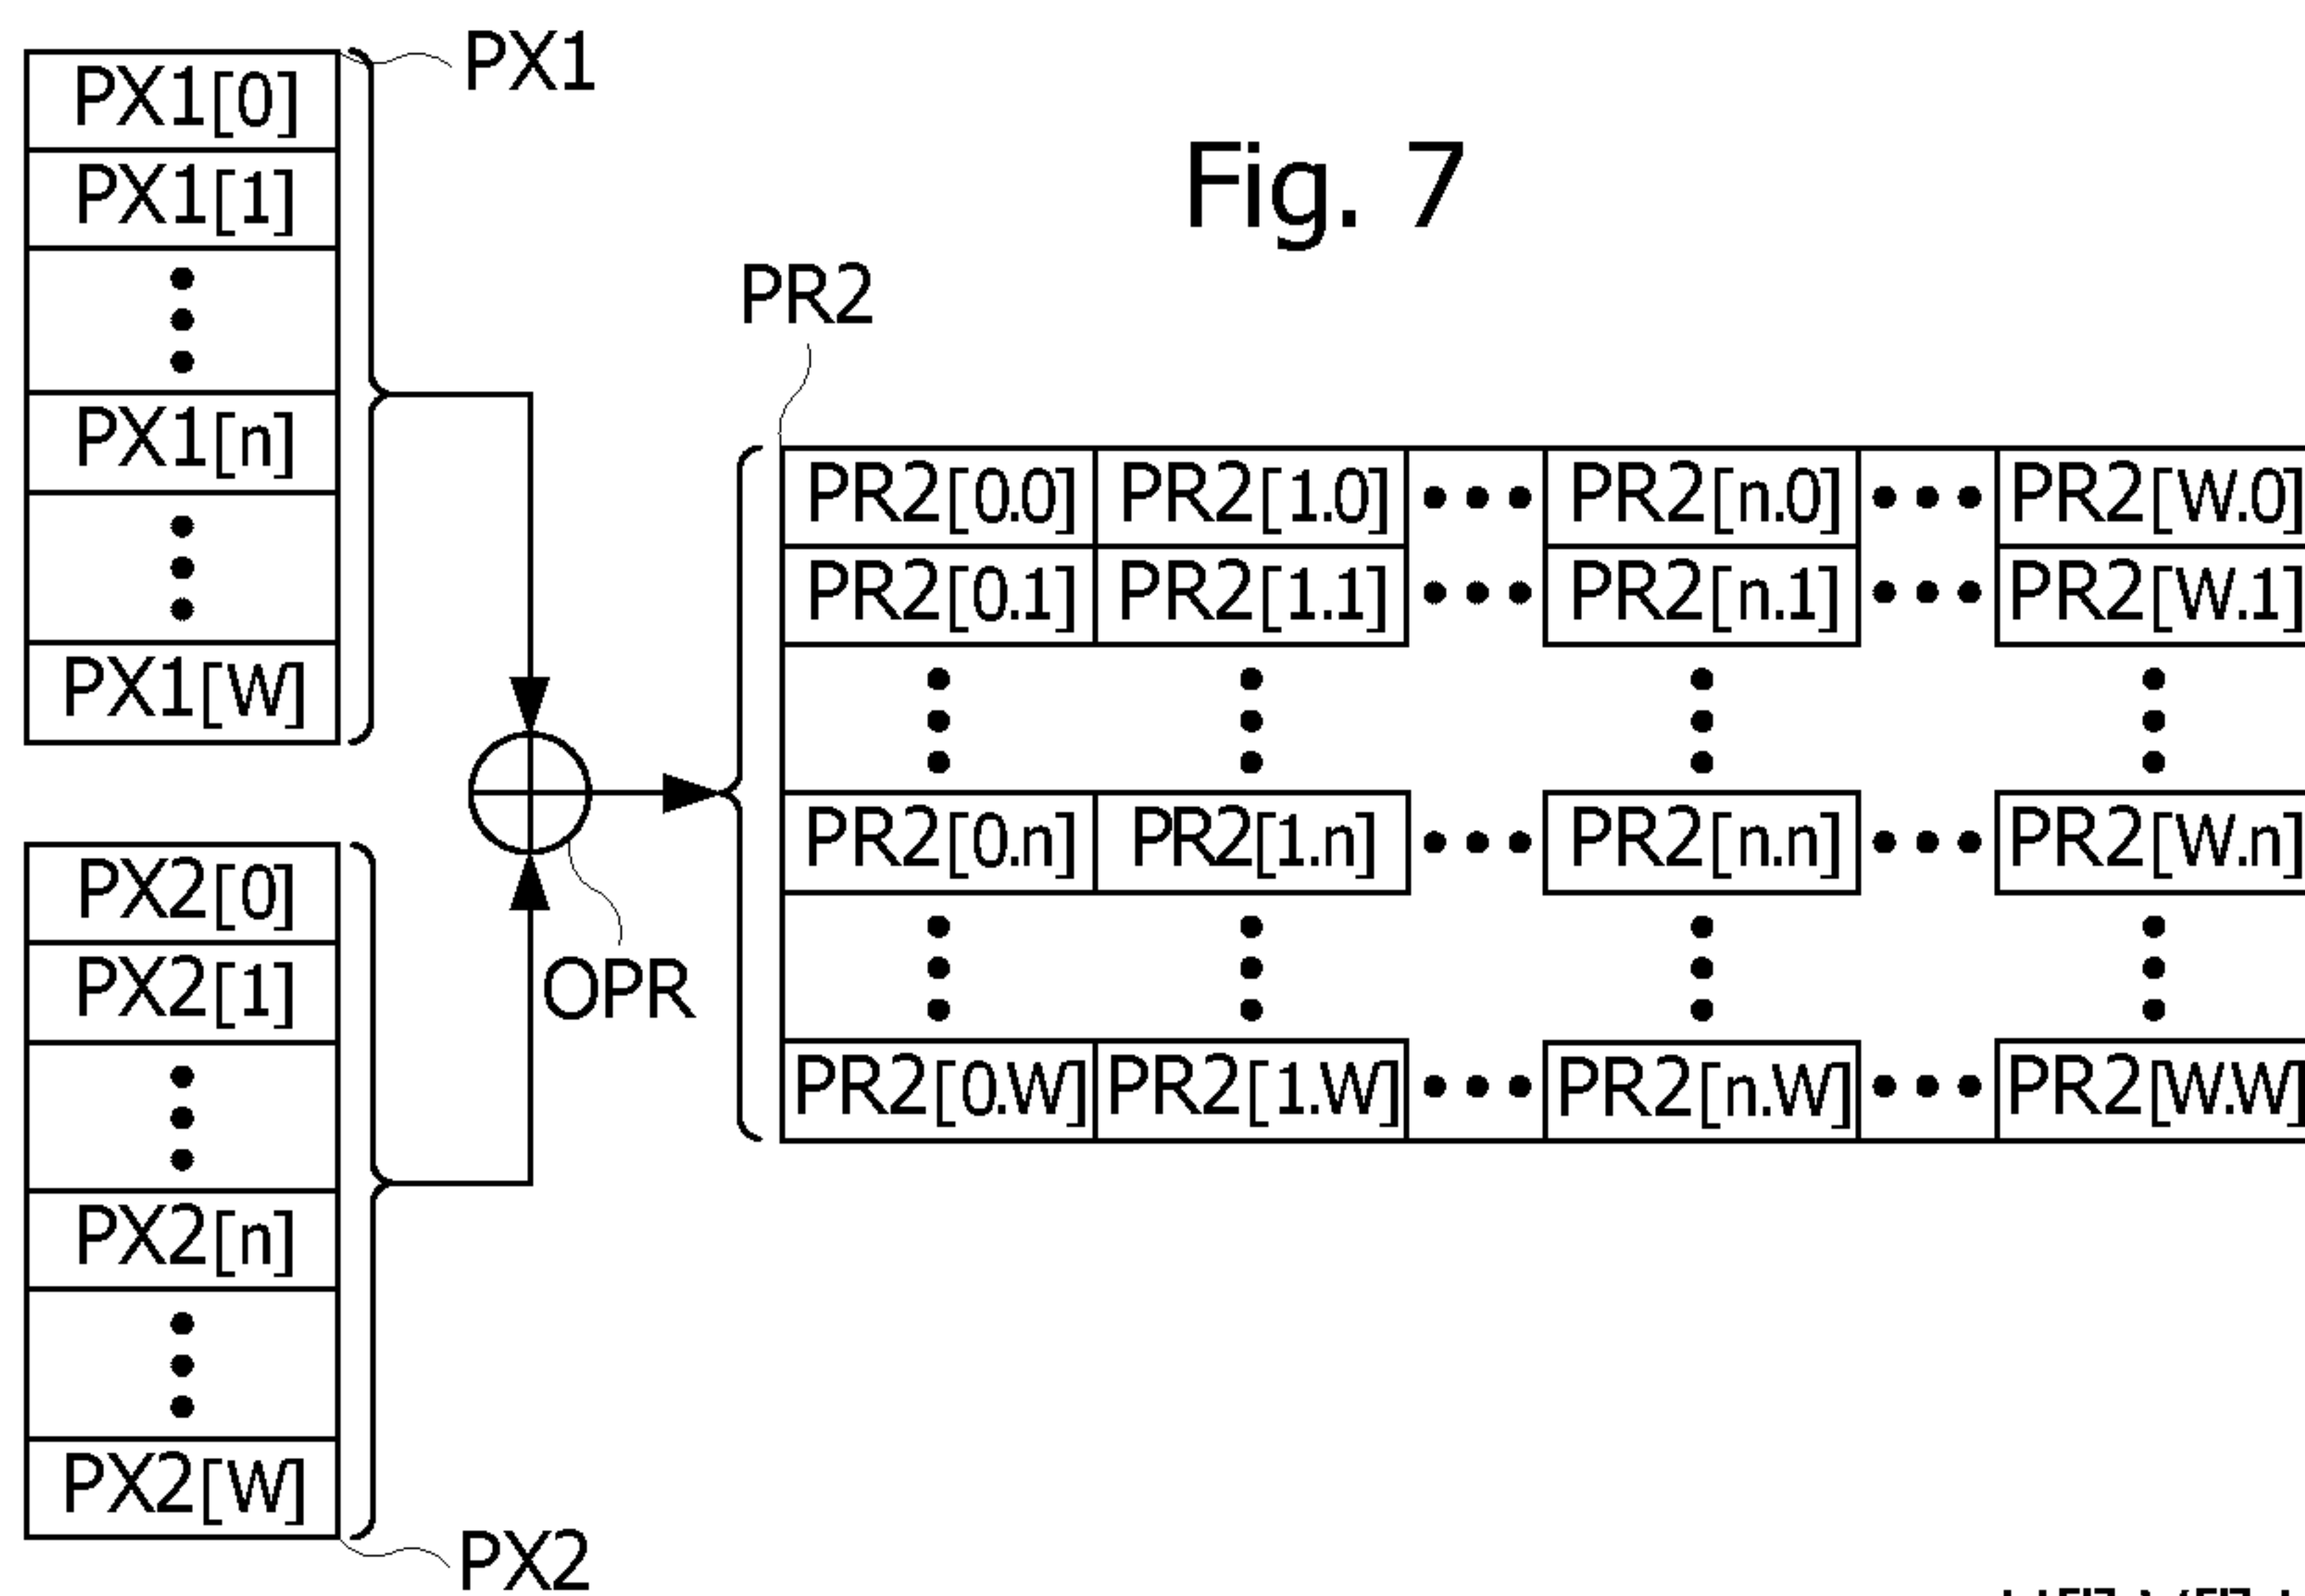 PX1
PX1[0]
PX1[1]
PX1[n]
PX1[W]
Fig. 7
PR2
PR2[0.0] PR2[1.0] PR2[n.0] PR2[W.0]
PR2[0.1] PR2[1.1] PR2[n.1] PR2[W.1]
PR2[0.n] PR2[1.n] PR2[n.n] PR2[W.n]
PR2[0.W] PR2[1.W] PR2[n.W] PR2[W.W]
OPR
PX2[0]
PX2[1]
PX2[n]
PX2[W]
PX2